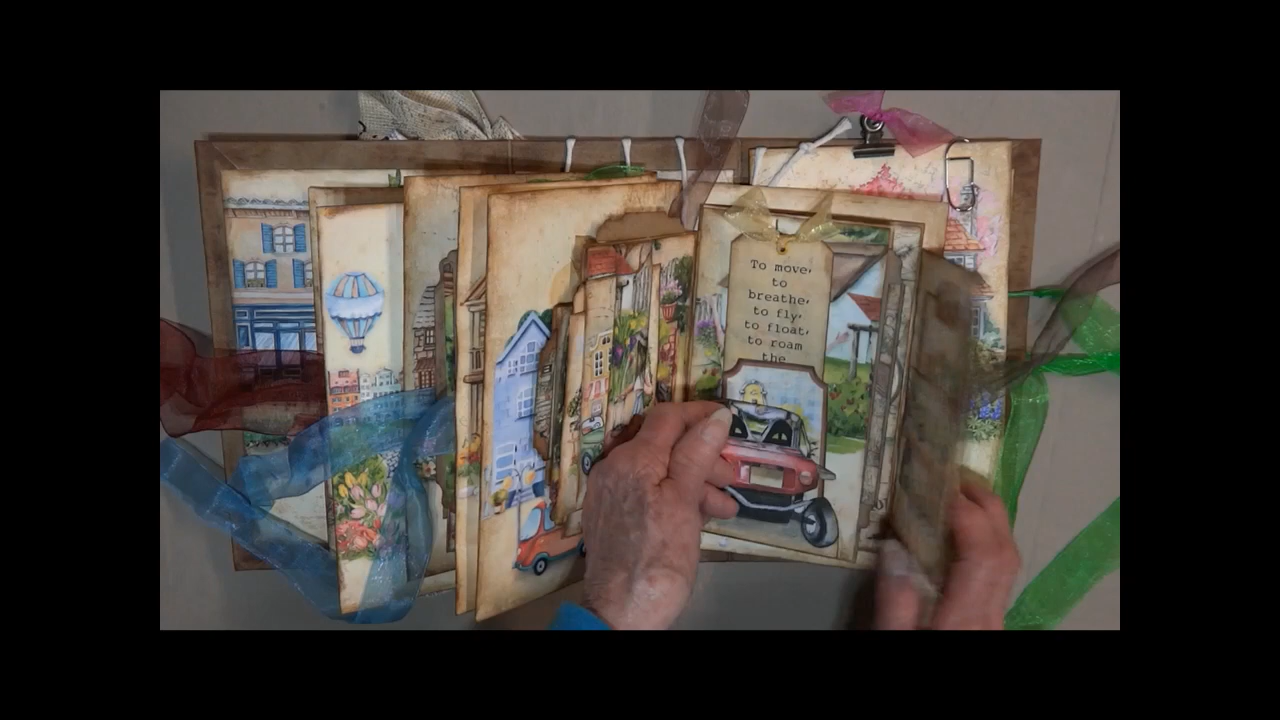 To move,
to
breathe,
to fly,
to float,
to roam
the